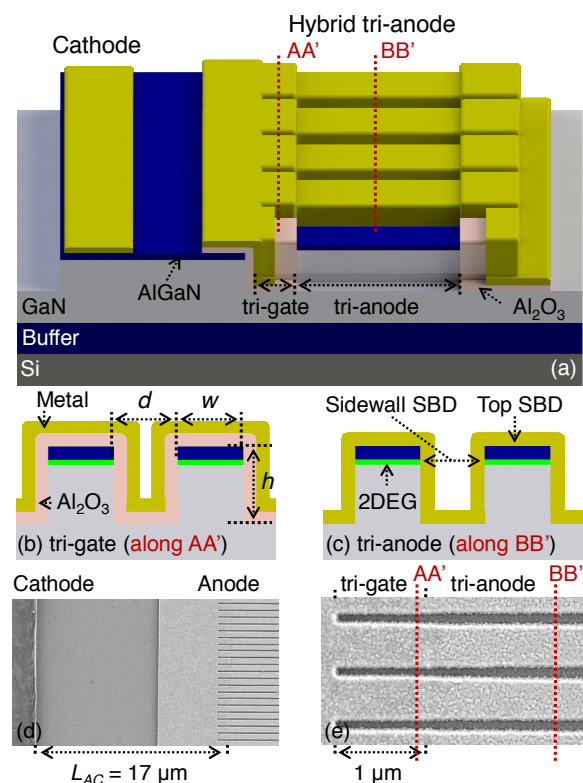 Cathode
Hybrid tri-anode
AA'
BB'
AlGaN
Al₂O₃
GaN
tri-gate
tri-anode
Buffer
Si
(a)
Metal
d
w
h
Al₂O₃
(b) tri-gate (along AA')
Sidewall SBD
Top SBD
2DEG
(c) tri-anode (along BB')
Cathode
Anode
(d)
L_AC = 17 μm
tri-gate
AA'
tri-anode
BB'
(e)
1 μm